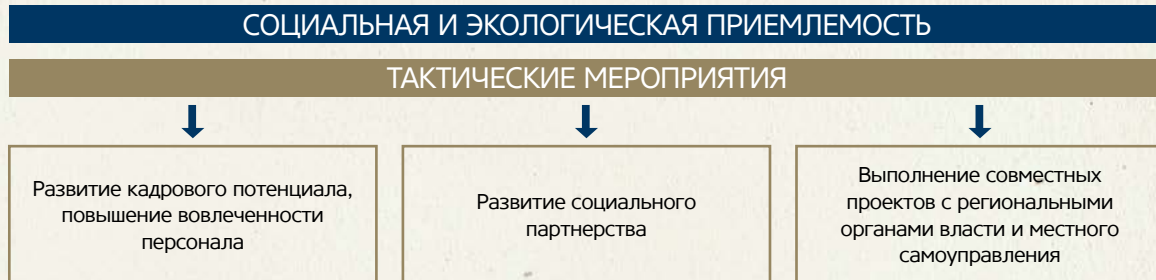 СОЦИАЛЬНАЯ И ЭКОЛОГИЧЕСКАЯ ПРИЕМЛЕМОСТЬ
ТАКТИЧЕСКИЕ МЕРОПРИЯТИЯ
Развитие кадрового потенциала,
повышение вовлеченности
персонала
Развитие социального
партнерства
Выполнение совместных
проектов с региональными
органами власти и местного
самоуправления